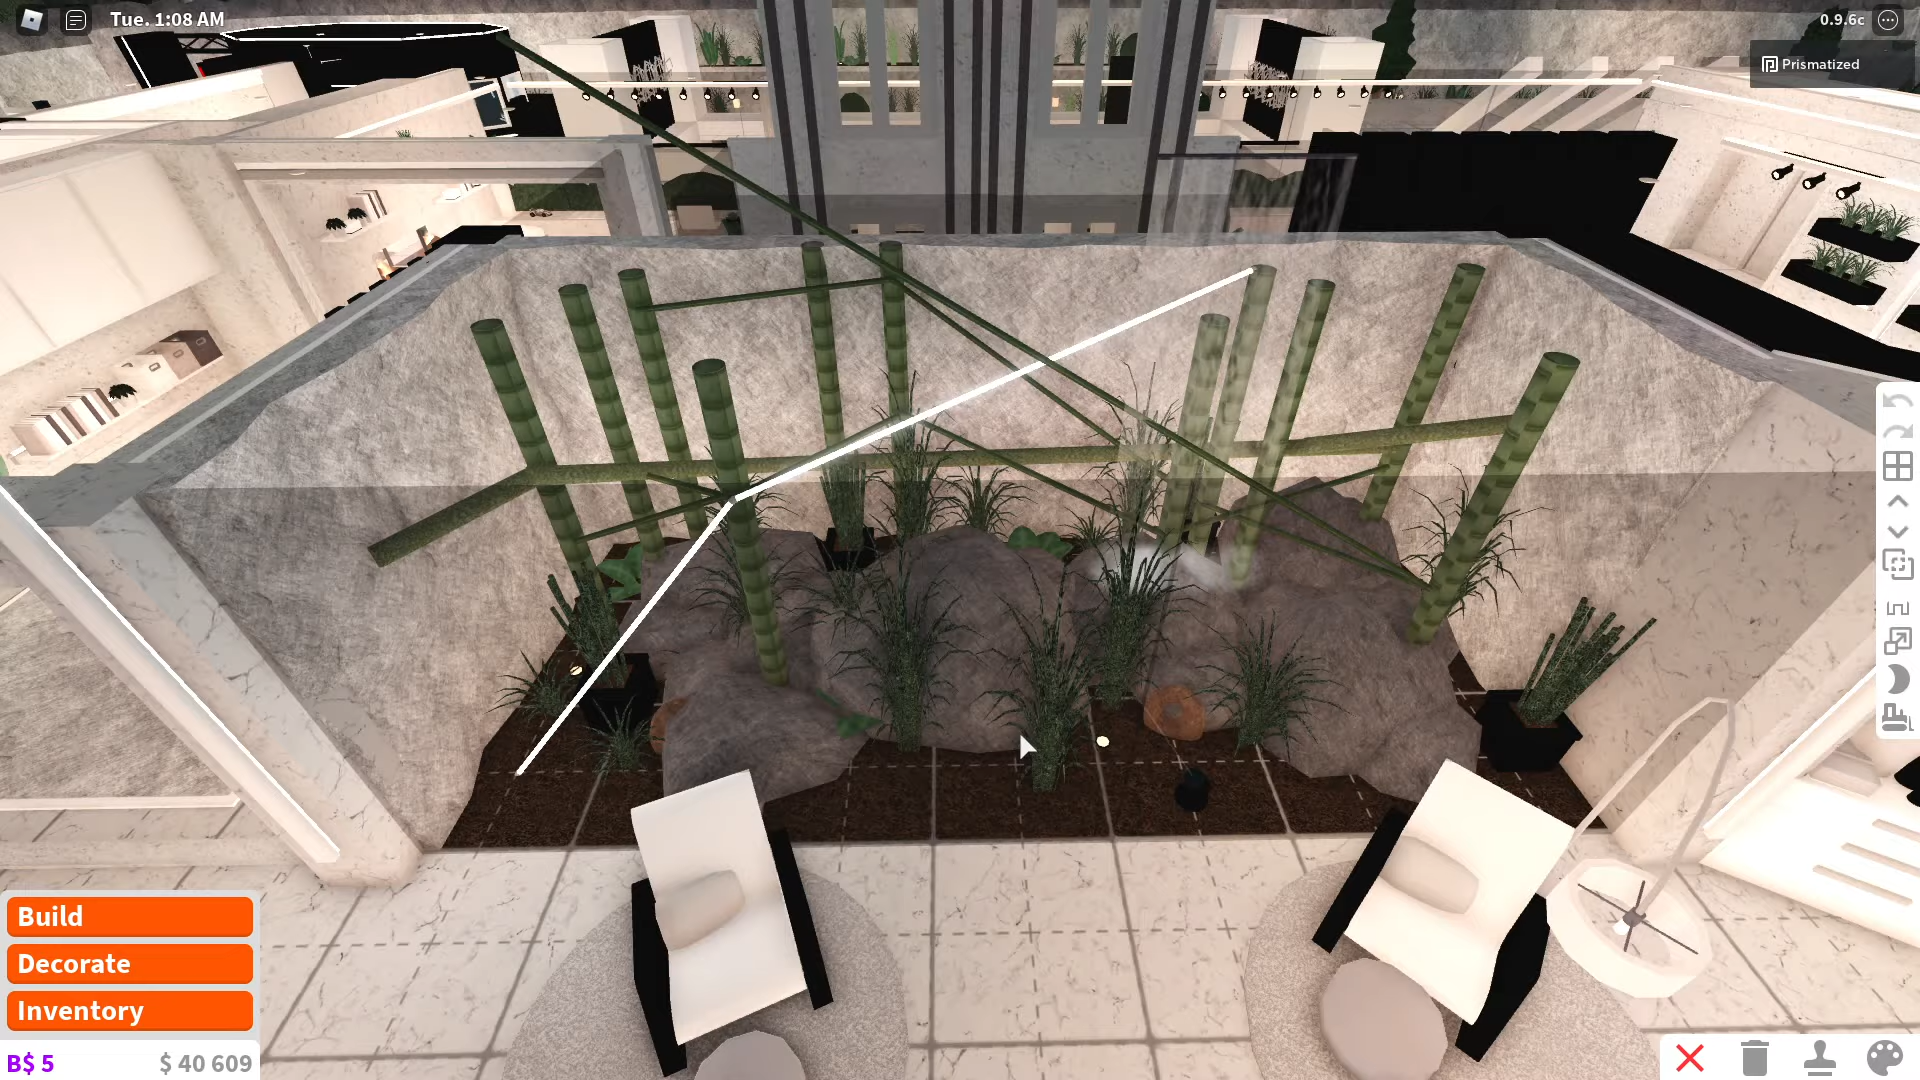 Tue. 1:08 AM
0.9.6c
Prismatized
Build
Decorate
Inventory
B$ 5
$ 40 609